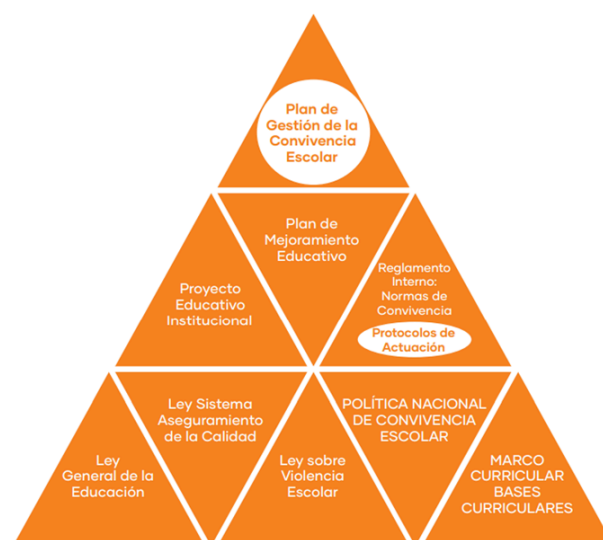 Plan de
Gestión de la
Convivencia
Escolar
Plan de
Mejoramiento
Educativo
Proyecto
Educativo
Institucional
Reglamento
Interno:
Normas de
Convivencia
Protocolos de
Actuación
Ley
General de la
Educación
Ley Sistema
Aseguramiento
de la Calidad
Ley sobre
Violencia
Escolar
POLÍTICA NACIONAL
DE CONVIVENCIA
ESCOLAR
MARCO
CURRICULAR
BASES
CURRICULARES